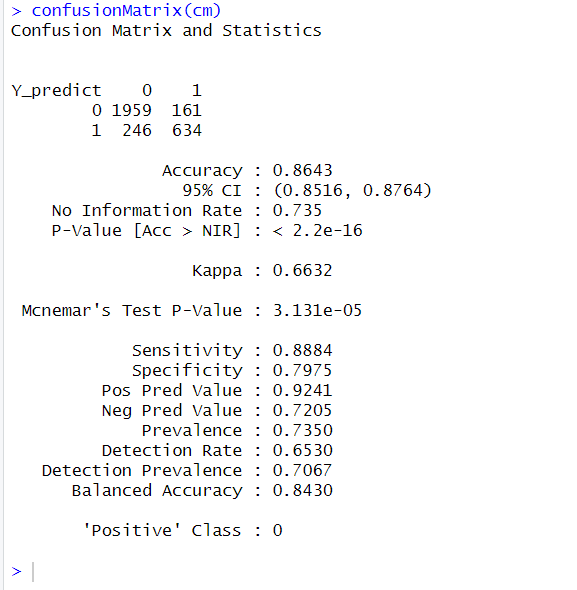 > confusionMatrix(cm)
Confusion Matrix and Statistics
Y_predict    0    1
        0 1959  161
        1  246  634
Accuracy : 0.8643
95% CI : (0.8516, 0.8764)
No Information Rate : 0.735
P-Value [Acc > NIR] : < 2.2e-16
Kappa : 0.6632
Mcnemar's Test P-Value : 3.131e-05
Sensitivity : 0.8884
Specificity : 0.7975
Pos Pred Value : 0.9241
Neg Pred Value : 0.7205
Prevalence : 0.7350
Detection Rate : 0.6530
Detection Prevalence : 0.7067
Balanced Accuracy : 0.8430
'Positive' Class : 0
>